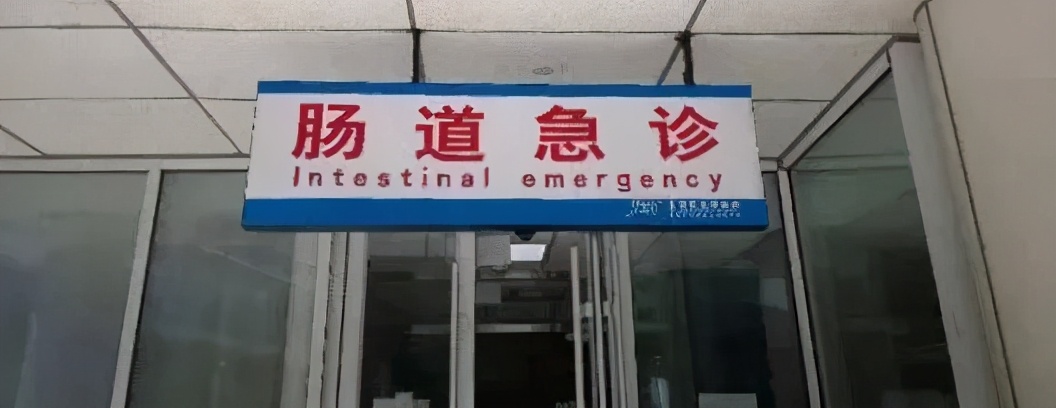 肠道急诊
Intestinal emergency